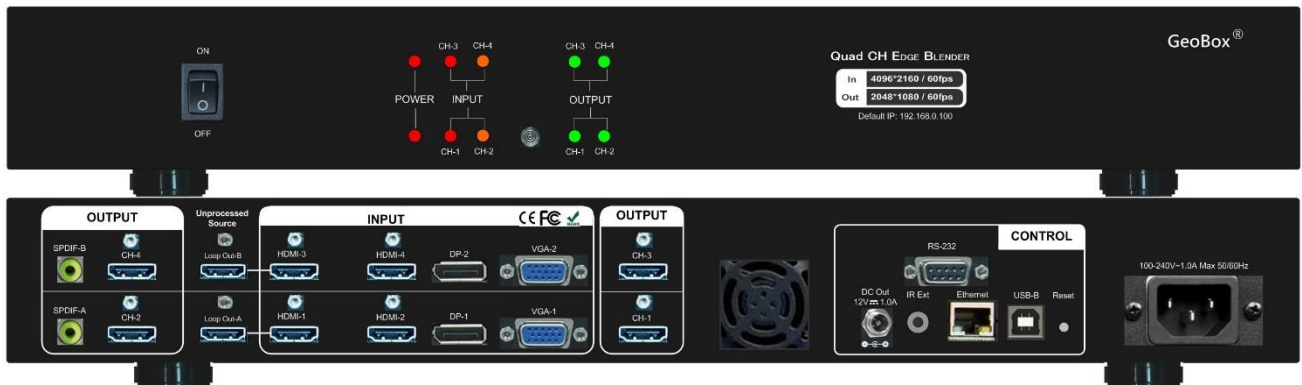 GeoBox®
ON
I
O
OFF
CH-3 CH-4 CH-3 CH-4
POWER INPUT OUTPUT
CH-1 CH-2 CH-1 CH-2
Quad CH Edge Blender
In 4096*2160 / 60fps
Out 2048*1080 / 60fps
Default IP: 192.168.0.100
OUTPUT
SPDIF-B
CH-4
SPDIF-A
CH-2
Unprocessed
Source
Loop Out-B
Loop Out-A
INPUT
CE FC
HDMI-3 HDMI-4 DP-2 VGA-2
HDMI-1 HDMI-2 DP-1 VGA-1
OUTPUT
CH-3
CH-1
CONTROL
RS-232
DC Out
12V 1.0A
IR Ext Ethernet USB-B Reset
100-240V~1.0A Max 50/60Hz